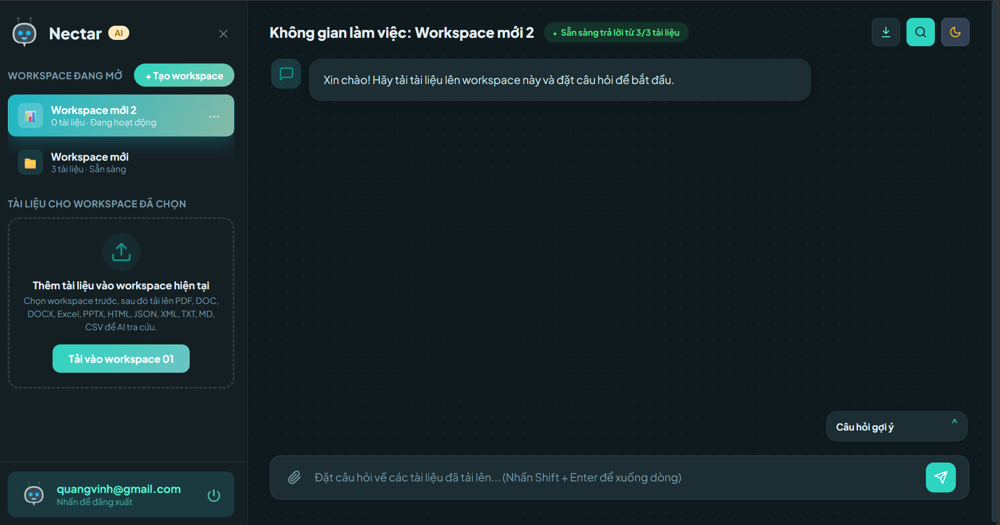 Nectar AI
WORKSPACE ĐANG MỞ
+ Tạo workspace
Workspace mới 2
0 tài liệu · Đang hoạt động
...
Workspace mới
3 tài liệu · Sẵn sàng
TÀI LIỆU CHO WORKSPACE ĐÃ CHỌN
Thêm tài liệu vào workspace hiện tại
Chọn workspace trước, sau đó tải lên PDF, DOC,
DOCX, Excel, PPTX, HTML, JSON, XML, TXT, MD,
CSV để AI tra cứu.
Tải vào workspace 01
quangvinh@gmail.com
Nhấn để đăng xuất
Không gian làm việc: Workspace mới 2
• Sẵn sàng trả lời từ 3/3 tài liệu
Xin chào! Hãy tải tài liệu lên workspace này và đặt câu hỏi để bắt đầu.
Câu hỏi gợi ý ^
Đặt câu hỏi về các tài liệu đã tải lên... (Nhấn Shift + Enter để xuống dòng)